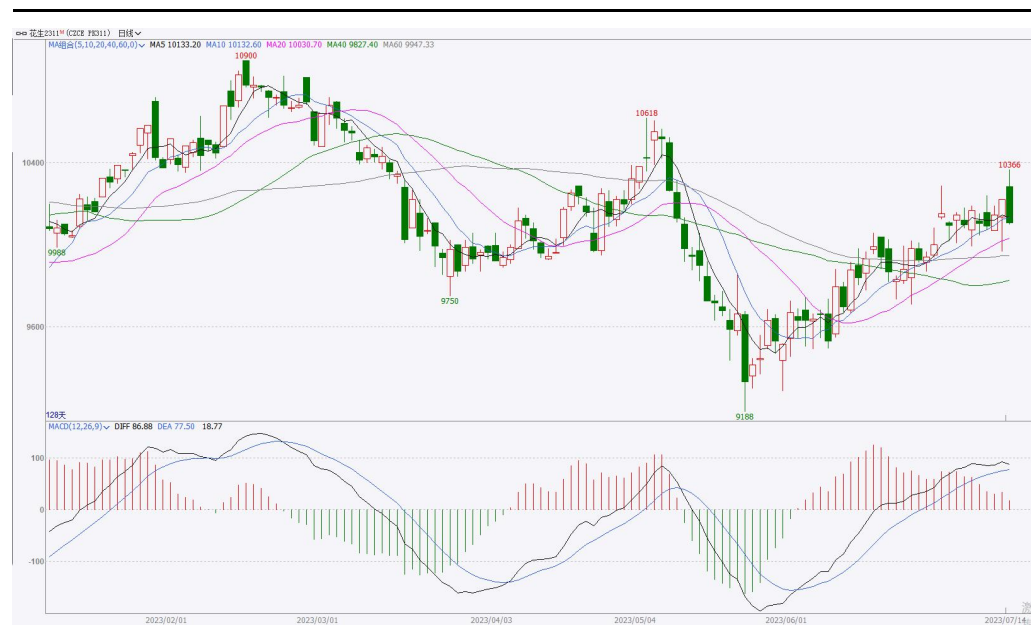 花生2311M (CZCE PK311) 日线
MA组合(5,10,20,40,60,0) MA5 10133.20 MA10 10132.60 MA20 10030.70 MA40 9827.40 MA60 9947.33
10900
10618
10400
10366
9988
9750
9600
9188
128天
MACD(12,26,9) DIFF 86.88 DEA 77.50 18.77
100
0
-100
2023/02/01 2023/03/01 2023/04/03 2023/05/04 2023/06/01 2023/07/14